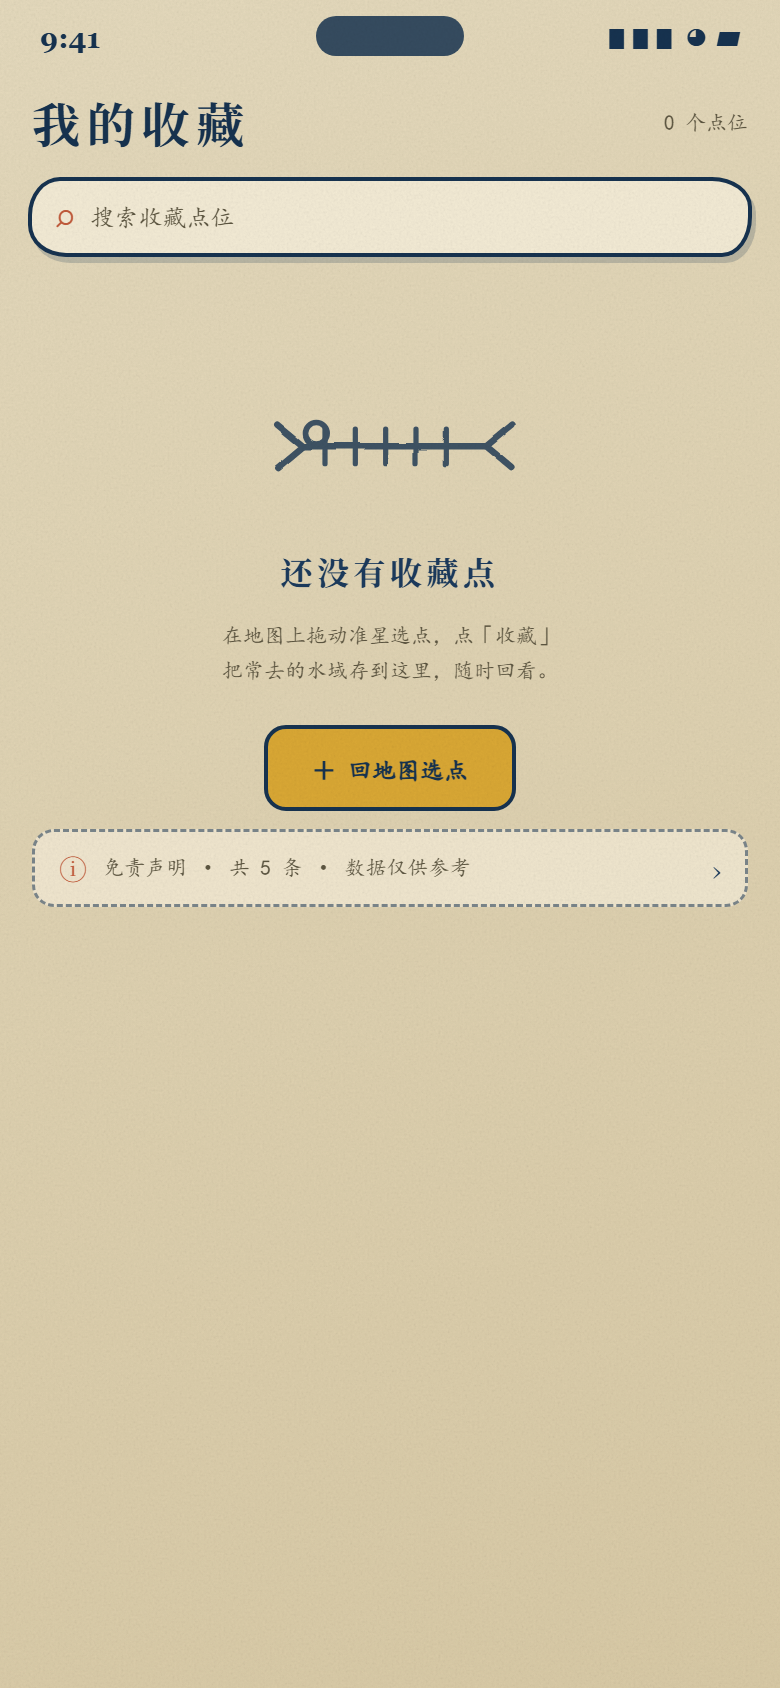 9:41
我的收藏
0 个点位
搜索收藏点位
还没有收藏点
在地图上拖动准星选点，点「收藏」
把常去的水域存到这里，随时回看。
＋ 回地图选点
ⓘ 免责声明 • 共 5 条 • 数据仅供参考 ›